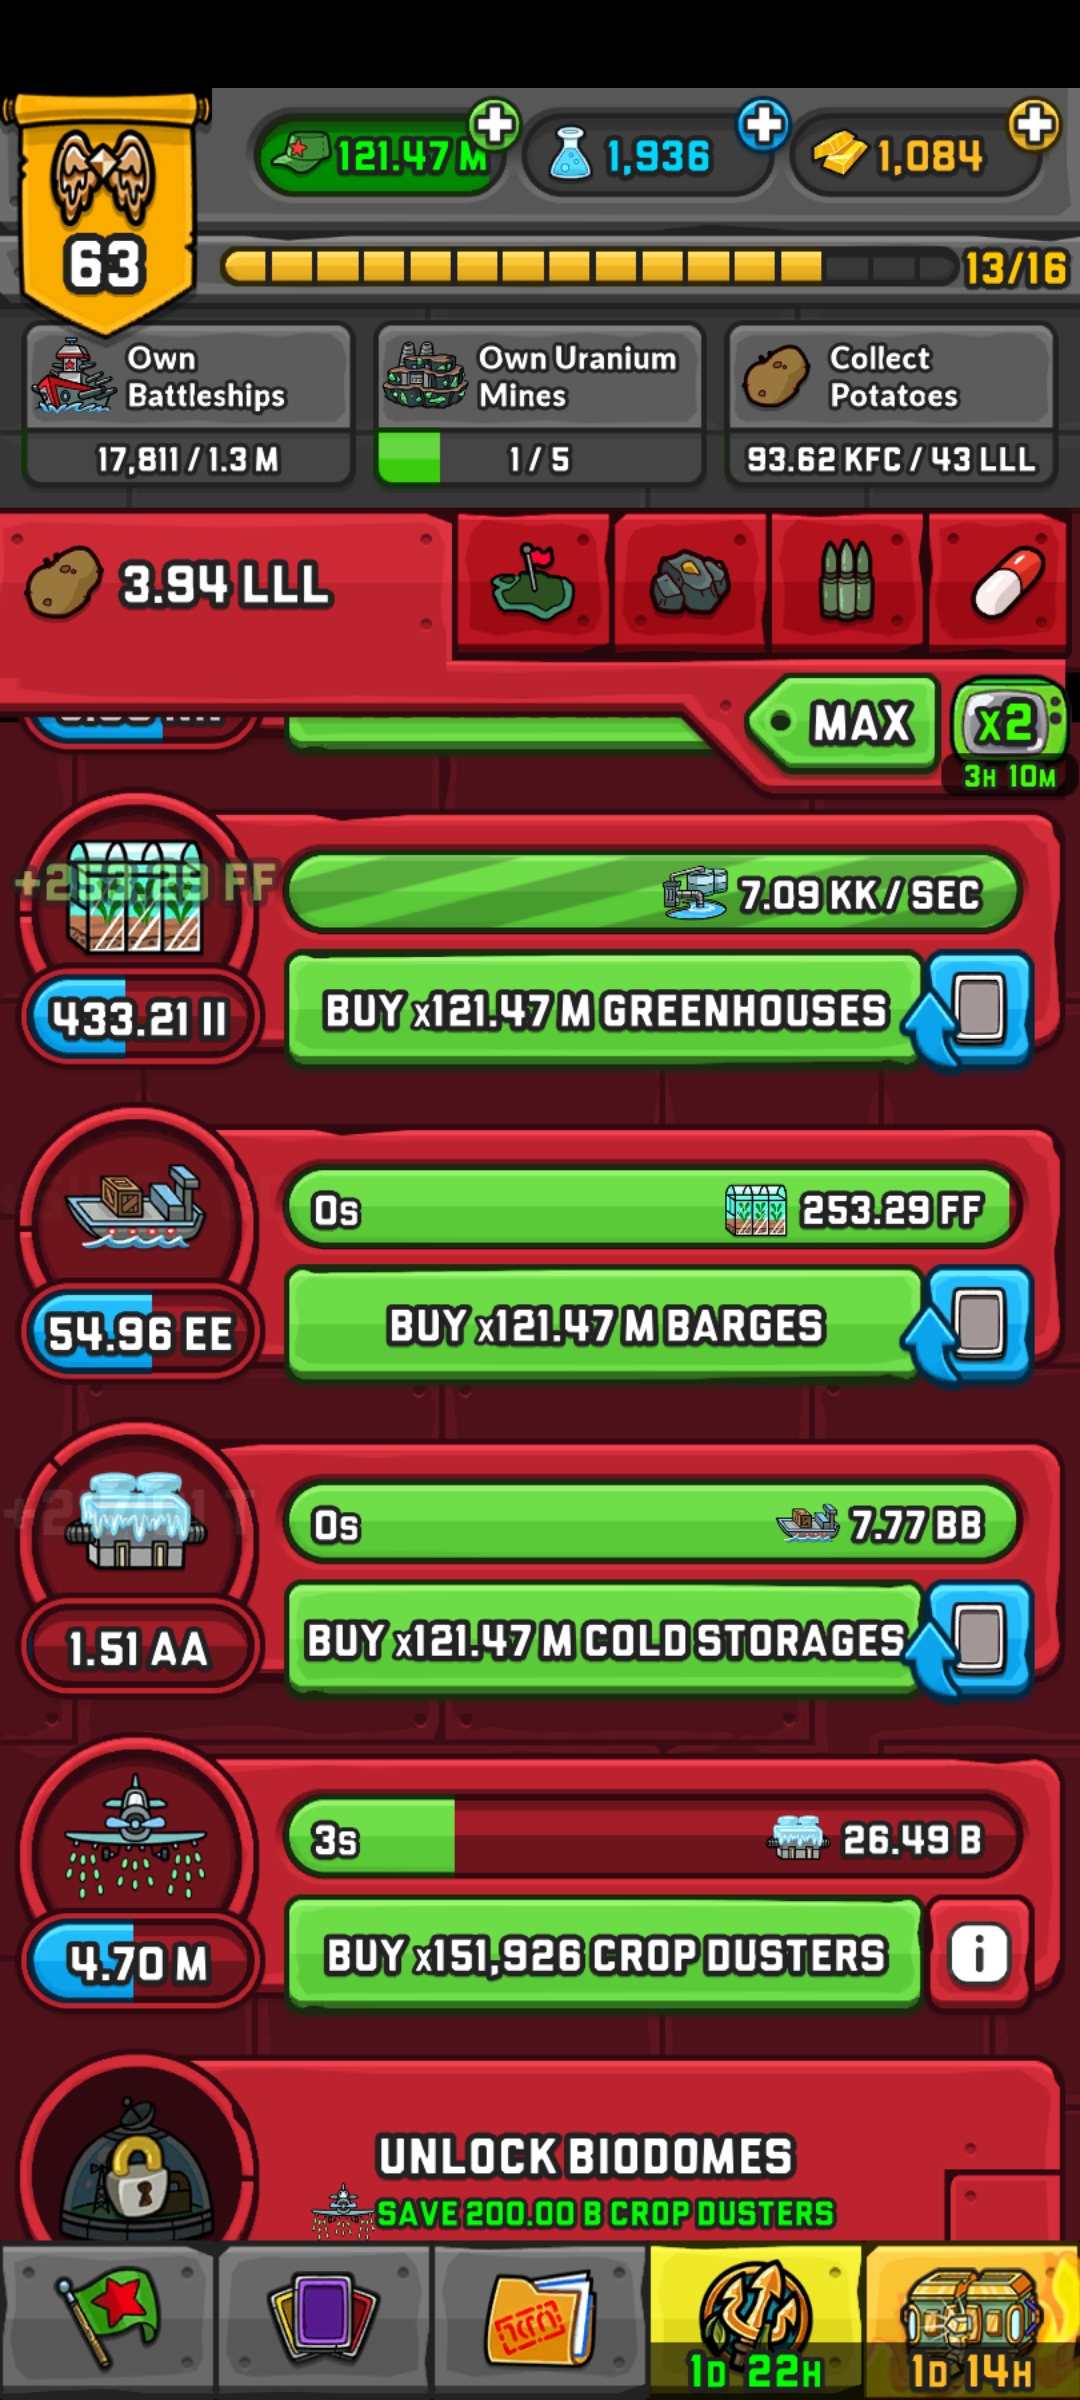 121.47 M
1,936
1,084
63
13/16
Own
Battleships
17,811 / 1.3 M
Own Uranium
Mines
1 / 5
Collect
Potatoes
93.62 KFC / 43 LLL
3.94 LLL
MAX
X2
3H 10M
+253.29 FF
7.09 KK / SEC
433.21 II
BUY x121.47 M GREENHOUSES
0s
253.29 FF
54.96 EE
BUY x121.47 M BARGES
0s
7.77 BB
1.51 AA
BUY x121.47 M COLD STORAGES
3s
26.49 B
4.70 M
BUY x151,926 CROP DUSTERS
UNLOCK BIODOMES
SAVE 200.00 B CROP DUSTERS
1D 22H
1D 14H